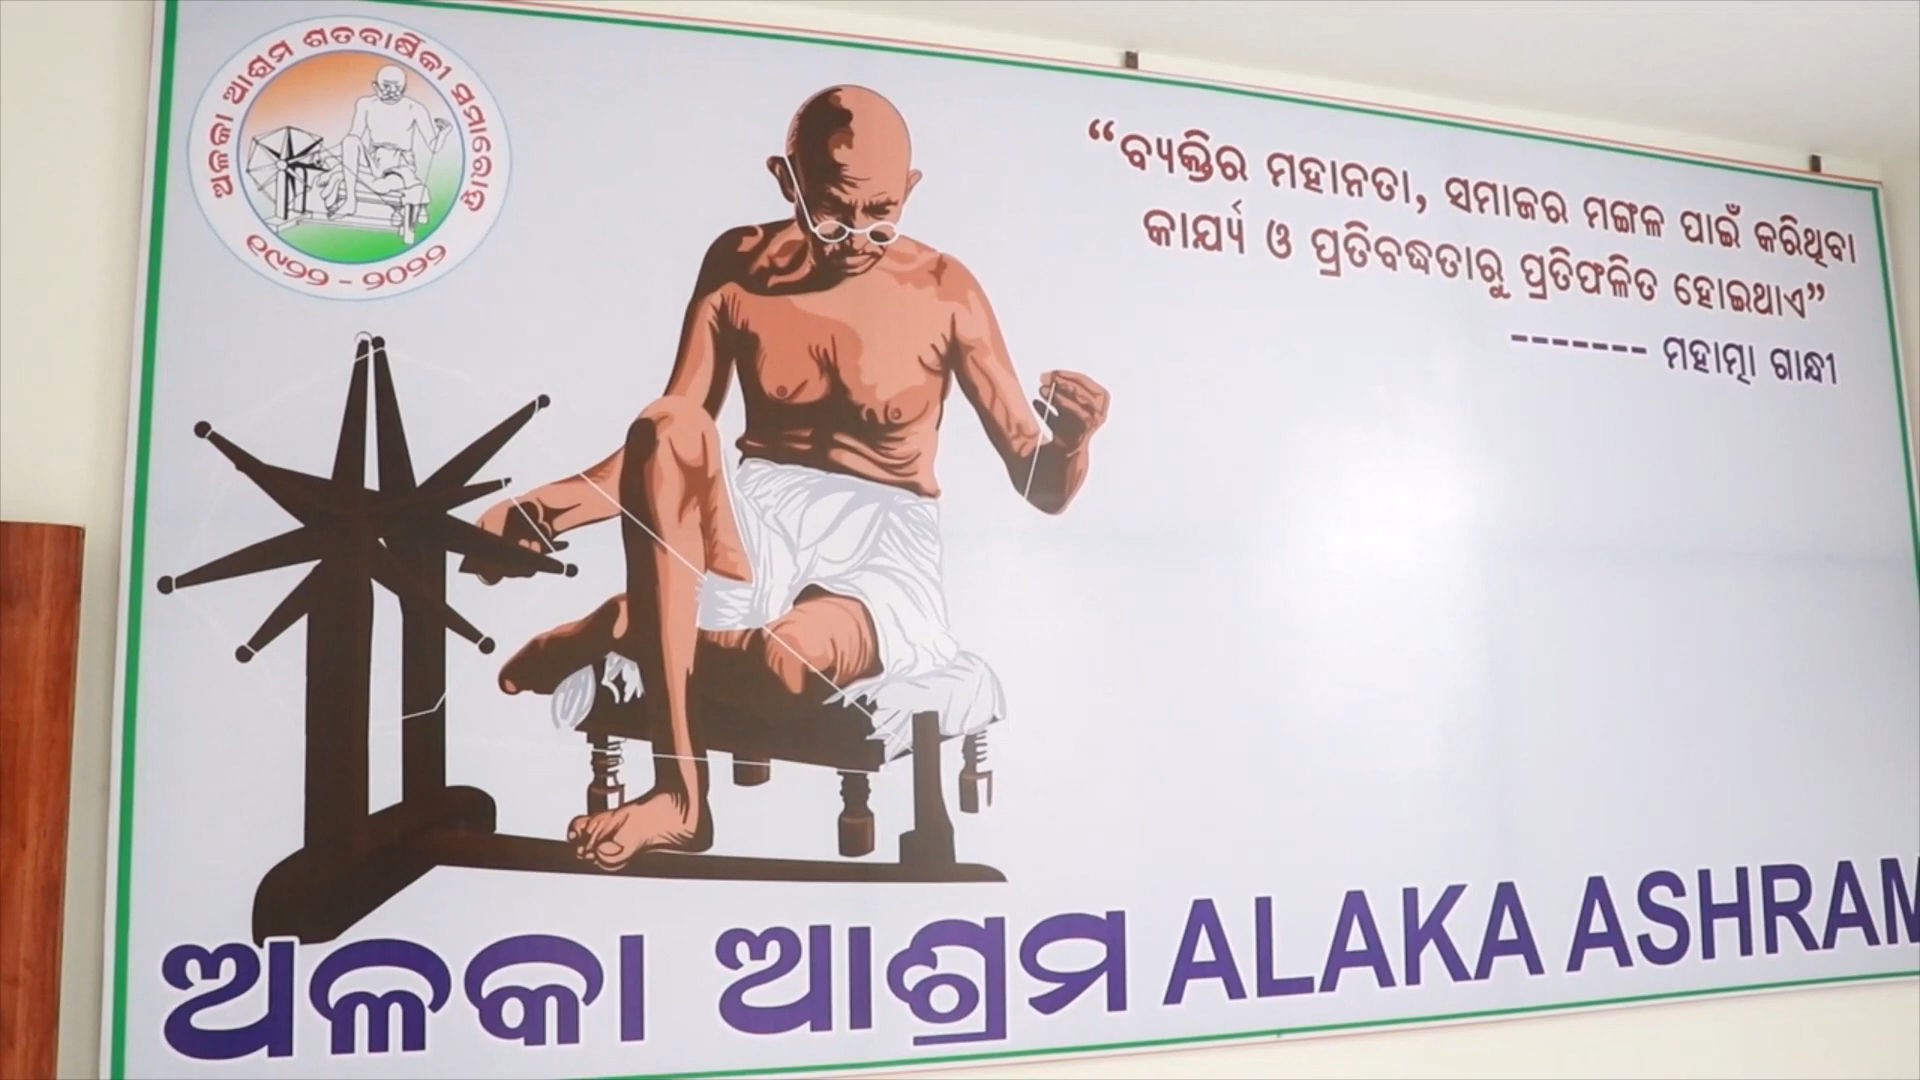 ଅଳକା ଆଶ୍ରମ ଶତବାର୍ଷିକୀ ସମାରୋହ
୧୯୨୨ - ୨୦୨୨
“ବ୍ୟକ୍ତିର ମହାନତା, ସମାଜର ମଙ୍ଗଳ ପାଇଁ କରିଥିବା
କାର୍ଯ୍ୟ ଓ ପ୍ରତିବଦ୍ଧତାରୁ ପ୍ରତିଫଳିତ ହୋଇଥାଏ”
------- ମହାତ୍ମା ଗାନ୍ଧୀ
ଅଳକା ଆଶ୍ରମ ALAKA ASHRAM